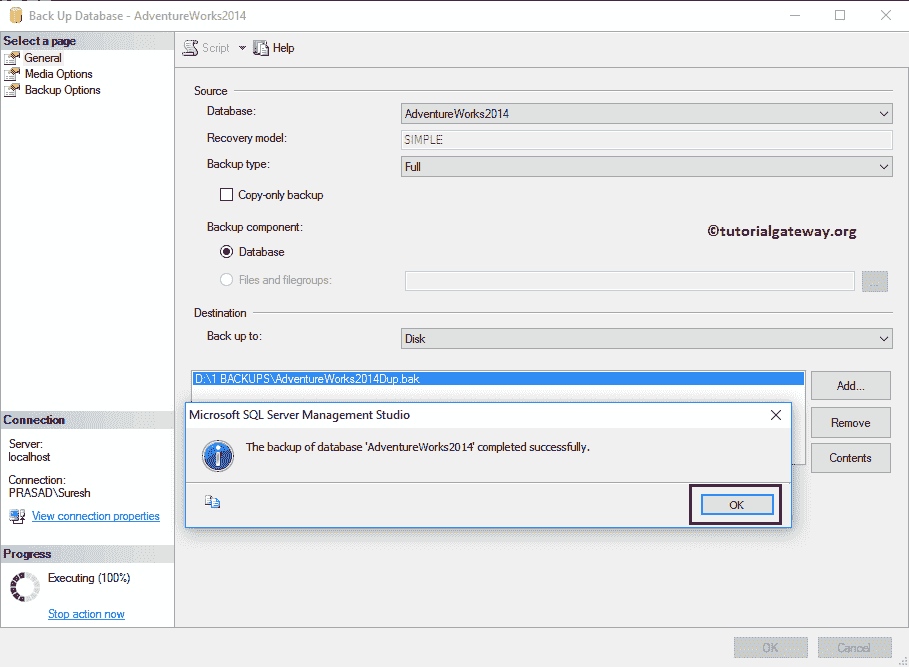 Back Up Database - AdventureWorks2014
Select a page
General
Media Options
Backup Options
Script
Help
Source
Database:
AdventureWorks2014
Recovery model:
SIMPLE
Backup type:
Full
Copy-only backup
Backup component:
©tutorialgateway.org
Database
Files and filegroups:
...
Destination
Back up to:
Disk
D:\1 BACKUPS\AdventureWorks2014Dup.bak
Add...
Remove
Contents
Microsoft SQL Server Management Studio
The backup of database 'AdventureWorks2014' completed successfully.
OK
Connection
Server:
localhost
Connection:
PRASAD\Suresh
View connection properties
Progress
Executing (100%)
Stop action now
OK
Cancel